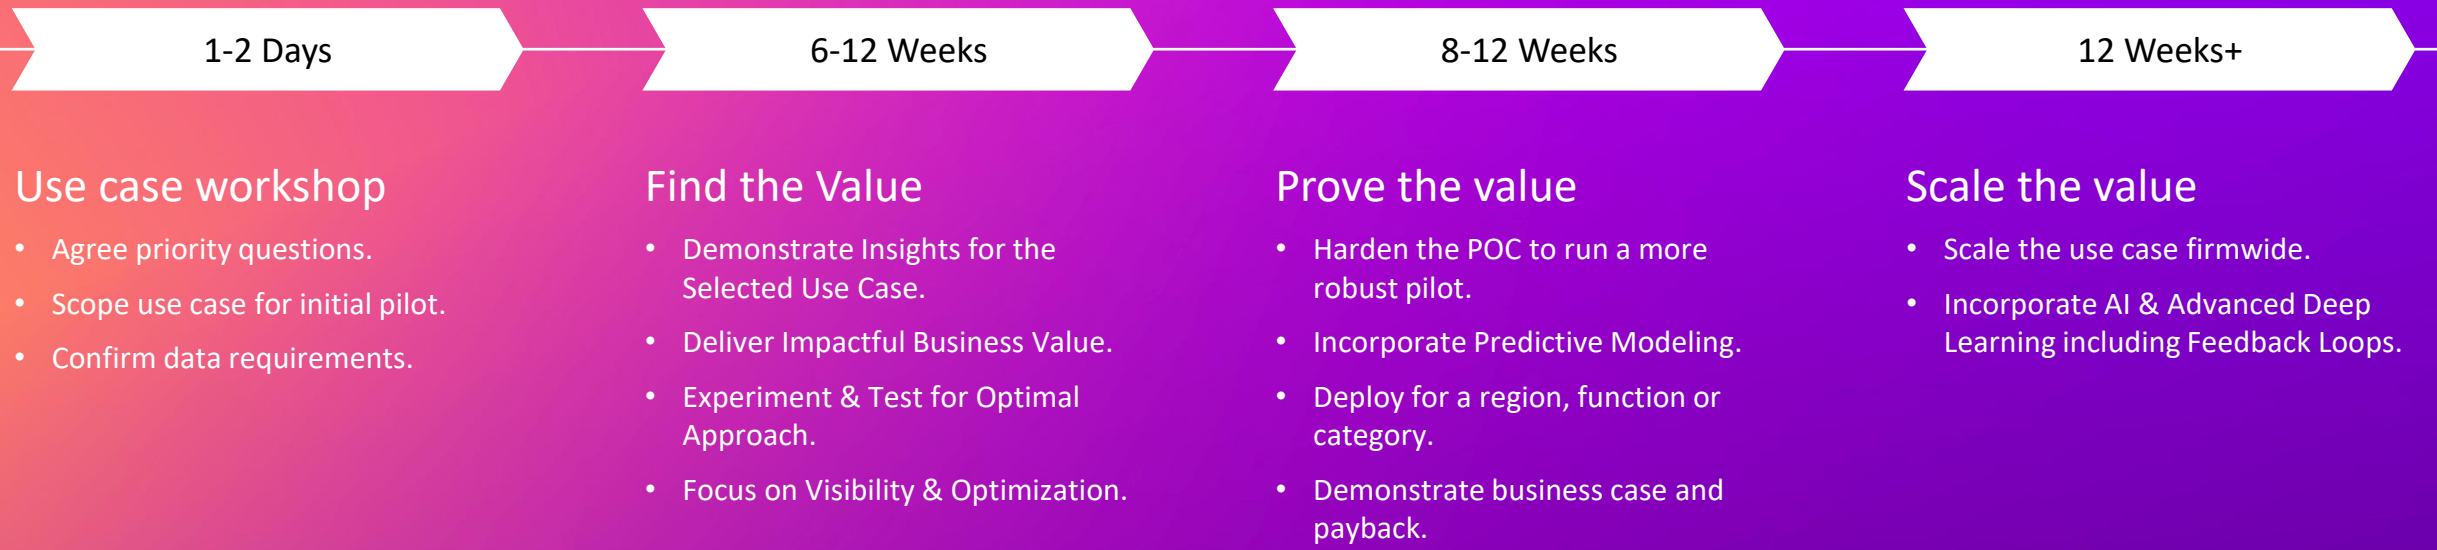 1-2 Days
6-12 Weeks
8-12 Weeks
12 Weeks+
Use case workshop
• Agree priority questions.
• Scope use case for initial pilot.
• Confirm data requirements.
Find the Value
• Demonstrate Insights for the
Selected Use Case.
• Deliver Impactful Business Value.
• Experiment & Test for Optimal
Approach.
• Focus on Visibility & Optimization.
Prove the value
• Harden the POC to run a more
robust pilot.
• Incorporate Predictive Modeling.
• Deploy for a region, function or
category.
• Demonstrate business case and
payback.
Scale the value
• Scale the use case firmwide.
• Incorporate AI & Advanced Deep
Learning including Feedback Loops.